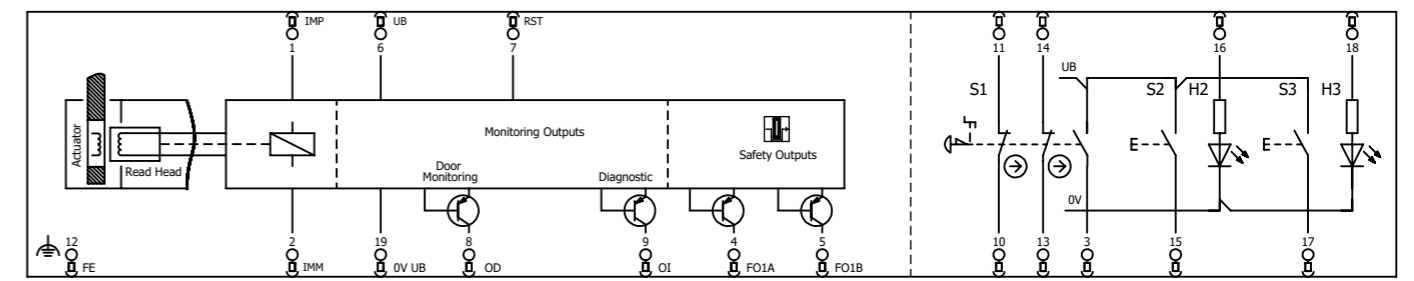 IMP
UB
RST
1
6
7
11
14
16
18
UB
S1
S2
H2
S3
H3
Actuator
Read Head
Monitoring Outputs
Safety Outputs
Door
Monitoring
Diagnostic
E
E
0V
12
2
19
8
9
4
5
10
13
3
15
17
FE
IMM
0V UB
OD
OI
FO1A
FO1B